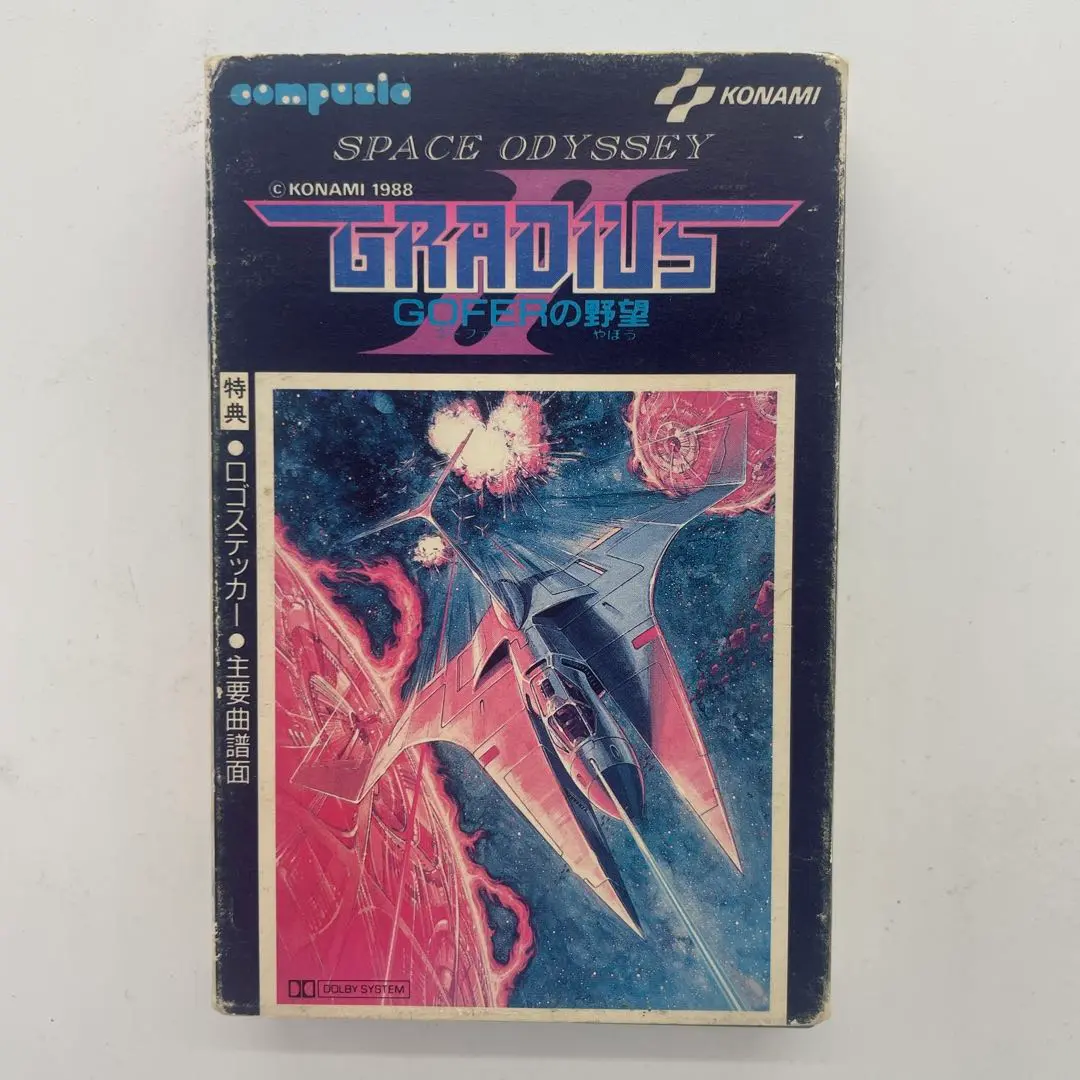 compusic
KONAMI
SPACE ODYSSEY
© KONAMI 1988
GRADIUS II
GOFERの野望
やぼう
特典
●ロゴステッカー●主要曲譜面
DOLBY SYSTEM